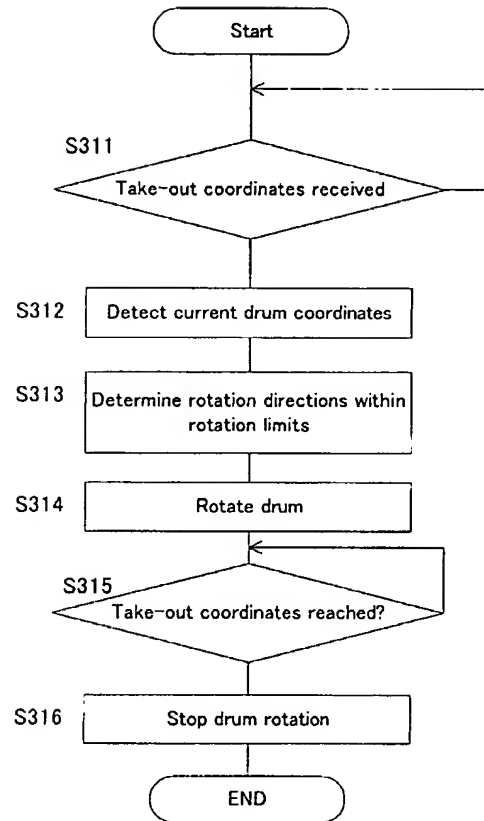 Start
S311
Take-out coordinates received
S312
Detect current drum coordinates
S313
Determine rotation directions within
rotation limits
S314
Rotate drum
S315
Take-out coordinates reached?
S316
Stop drum rotation
END